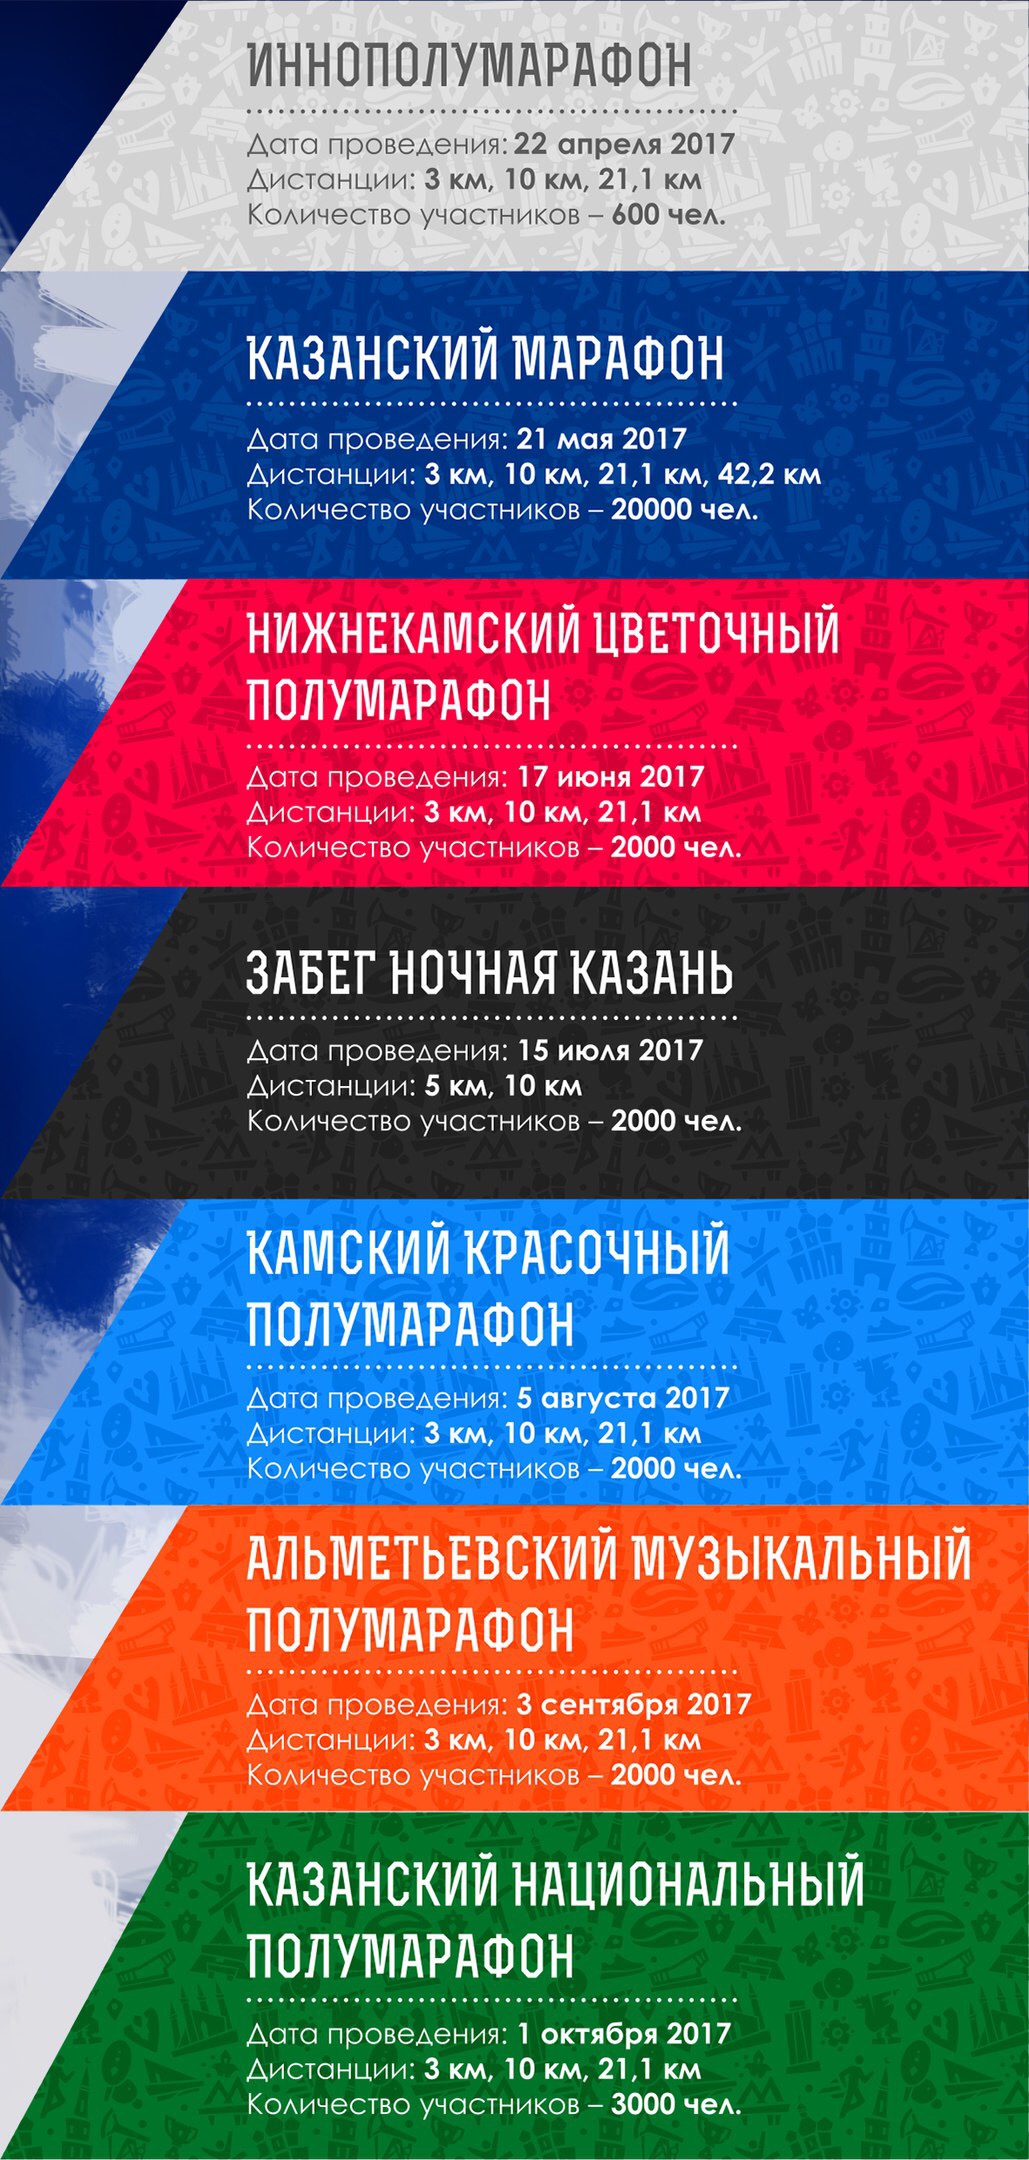 ИННОПОЛУМАРАФОН
Дата проведения: 22 апреля 2017
Дистанции: 3 км, 10 км, 21,1 км
Количество участников – 600 чел.
КАЗАНСКИЙ МАРАФОН
Дата проведения: 21 мая 2017
Дистанции: 3 км, 10 км, 21,1 км, 42,2 км
Количество участников – 20000 чел.
НИЖНЕКАМСКИЙ ЦВЕТОЧНЫЙ
ПОЛУМАРАФОН
Дата проведения: 17 июня 2017
Дистанции: 3 км, 10 км, 21,1 км
Количество участников – 2000 чел.
ЗАБЕГ НОЧНАЯ КАЗАНЬ
Дата проведения: 15 июля 2017
Дистанции: 5 км, 10 км
Количество участников – 2000 чел.
КАМСКИЙ КРАСОЧНЫЙ
ПОЛУМАРАФОН
Дата проведения: 5 августа 2017
Дистанции: 3 км, 10 км, 21,1 км
Количество участников – 2000 чел.
АЛЬМЕТЬЕВСКИЙ МУЗЫКАЛЬНЫЙ
ПОЛУМАРАФОН
Дата проведения: 3 сентября 2017
Дистанции: 3 км, 10 км, 21,1 км
Количество участников – 2000 чел.
КАЗАНСКИЙ НАЦИОНАЛЬНЫЙ
ПОЛУМАРАФОН
Дата проведения: 1 октября 2017
Дистанции: 3 км, 10 км, 21,1 км
Количество участников – 3000 чел.